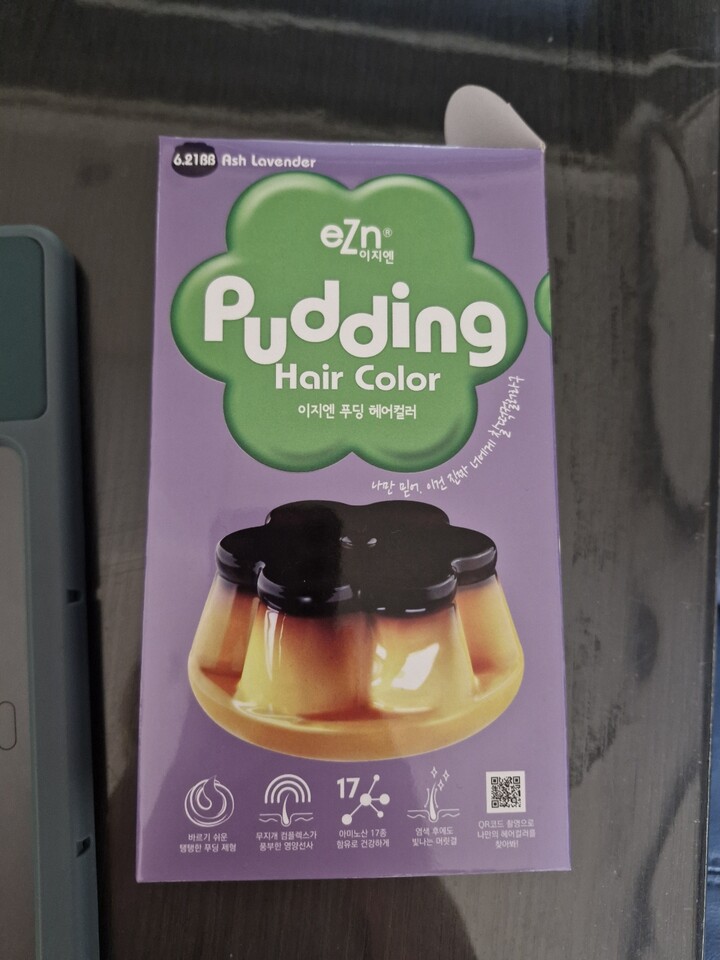 6.21BB Ash Lavender
eZn®
이지엔
Pudding
Hair Color
이지엔 푸딩 헤어컬러
나만 믿어, 이건 진짜 너에게 찰떡컬러라구
17
바르기 쉬운
탱탱한 푸딩 제형
무지개 컴플렉스가
풍부한 영양선사
아미노산 17종
함유로 건강하게
염색 후에도
빛나는 머릿결
QR코드 촬영으로
나만의 헤어컬러를
찾아봐!